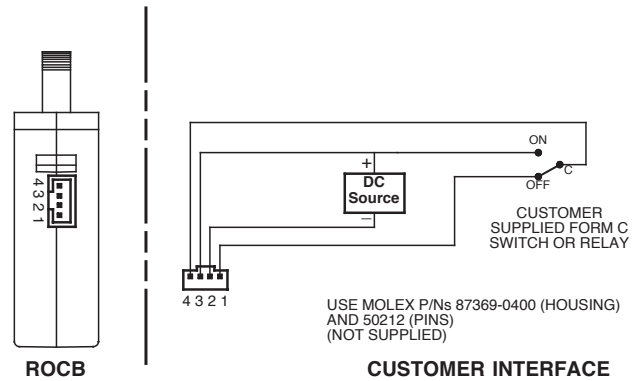 4 3 2 1
ROCB
ON
C
OFF
+
DC
Source
–
CUSTOMER
SUPPLIED FORM C
SWITCH OR RELAY
4 3 2 1
USE MOLEX P/Ns 87369-0400 (HOUSING)
AND 50212 (PINS)
(NOT SUPPLIED)
CUSTOMER INTERFACE